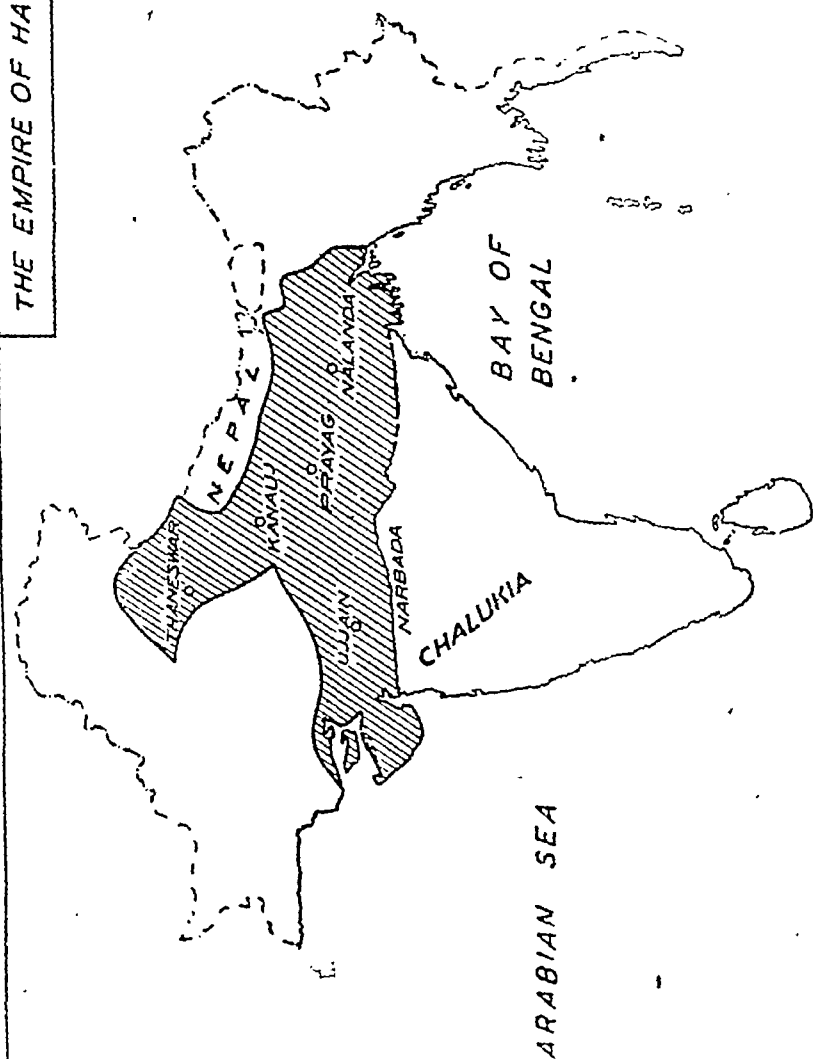 THE EMPIRE OF HA
NEPAL
THANESWAR
KANAUJ
PRAYAG
NALANDA
UJJAIN
NARBADA
CHALUKIA
BAY OF
BENGAL
ARABIAN SEA